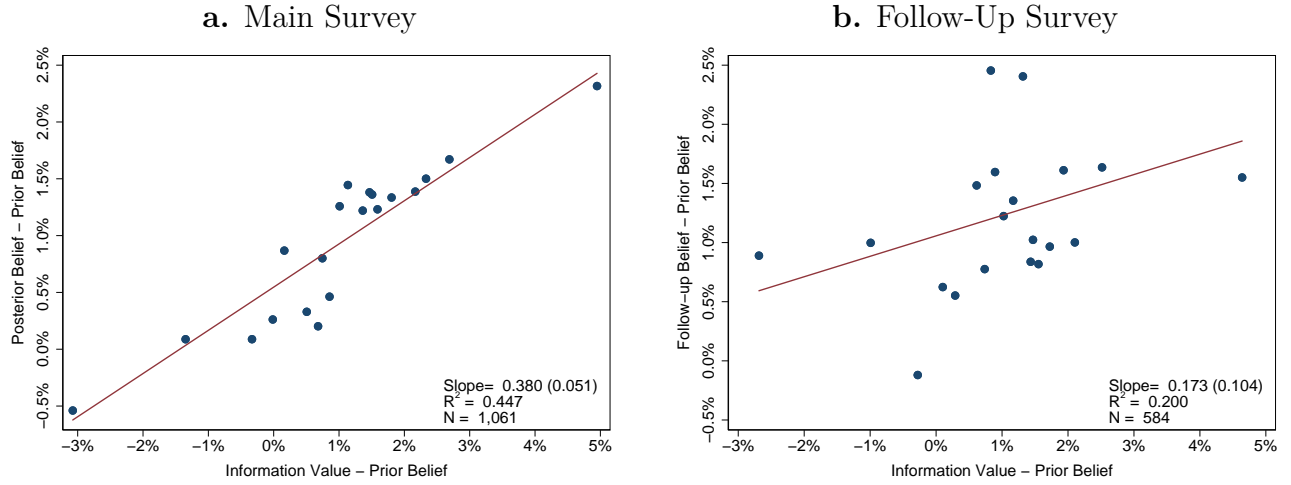 a. Main Survey
Posterior Belief − Prior Belief
2.5%
2.0%
1.5%
1.0%
0.5%
0.0%
−0.5%
Slope= 0.380 (0.051)
R² = 0.447
N = 1,061
−3% −2% −1% 0% 1% 2% 3% 4% 5%
Information Value − Prior Belief
b. Follow-Up Survey
Follow−up Belief − Prior Belief
2.5%
2.0%
1.5%
1.0%
0.5%
0.0%
−0.5%
Slope= 0.173 (0.104)
R² = 0.200
N = 584
−3% −2% −1% 0% 1% 2% 3% 4% 5%
Information Value − Prior Belief